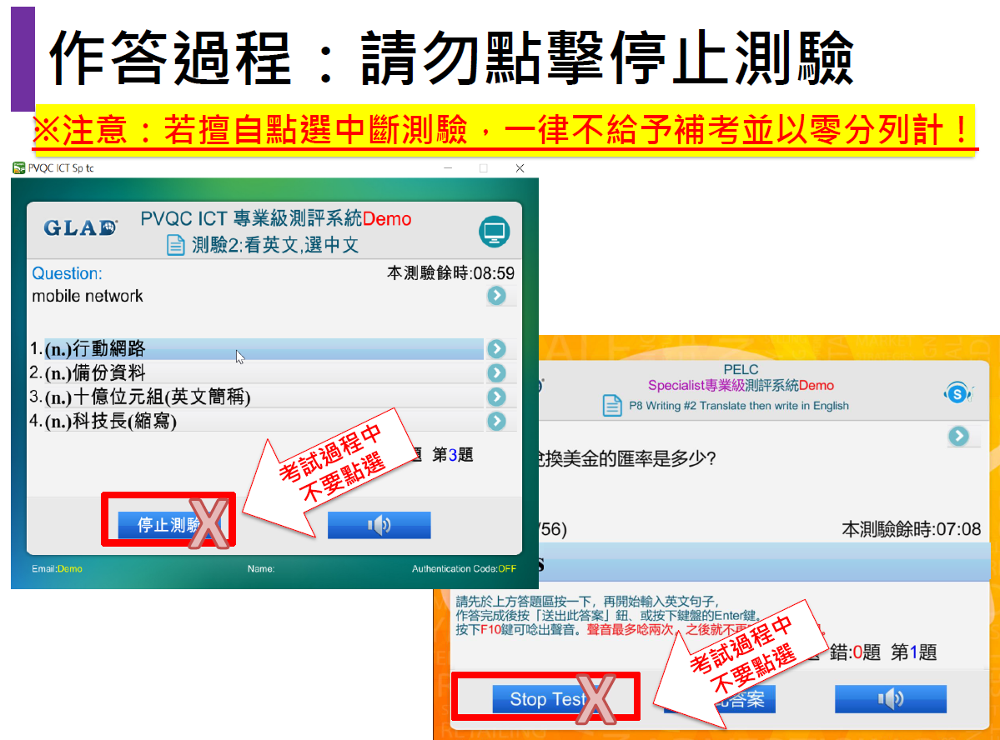 作答過程：請勿點擊停止測驗
※注意：若擅自點選中斷測驗，一律不給予補考並以零分列計！
PVQC ICT Sp tc
GLAD
PVQC ICT 專業級測評系統Demo
測驗2:看英文,選中文
Question:
本測驗餘時:08:59
mobile network
1.(n.)行動網路
2.(n.)備份資料
3.(n.)十億位元組(英文簡稱)
4.(n.)科技長(縮寫)
題 第3題
考試過程中
不要點選
停止測驗
Email:Demo
Name:
Authentication Code:OFF
PELC
Specialist專業級測評系統Demo
P8 Writing #2 Translate then write in English
S
兌換美金的匯率是多少?
/56)
本測驗餘時:07:08
s
請先於上方答題區按一下，再開始輸入英文句子，
作答完成後按「送出此答案」鈕、或按下鍵盤的Enter鍵。
按下F10鍵可唸出聲音。聲音最多唸兩次，之後就不再
題 錯:0題 第1題
考試過程中
不要點選
Stop Test
此答案